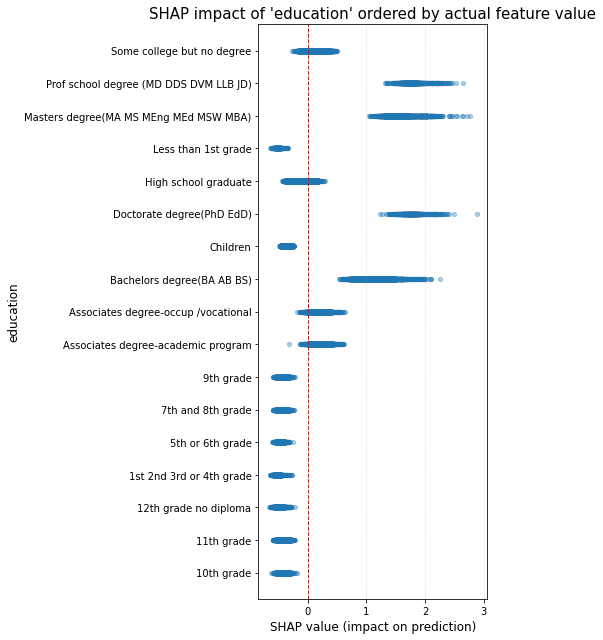 SHAP impact of 'education' ordered by actual feature value
Some college but no degree
Prof school degree (MD DDS DVM LLB JD)
Masters degree(MA MS MEng MEd MSW MBA)
Less than 1st grade
High school graduate
Doctorate degree(PhD EdD)
Children
Bachelors degree(BA AB BS)
Associates degree-occup /vocational
Associates degree-academic program
9th grade
7th and 8th grade
5th or 6th grade
1st 2nd 3rd or 4th grade
12th grade no diploma
11th grade
10th grade
education
0 1 2 3
SHAP value (impact on prediction)